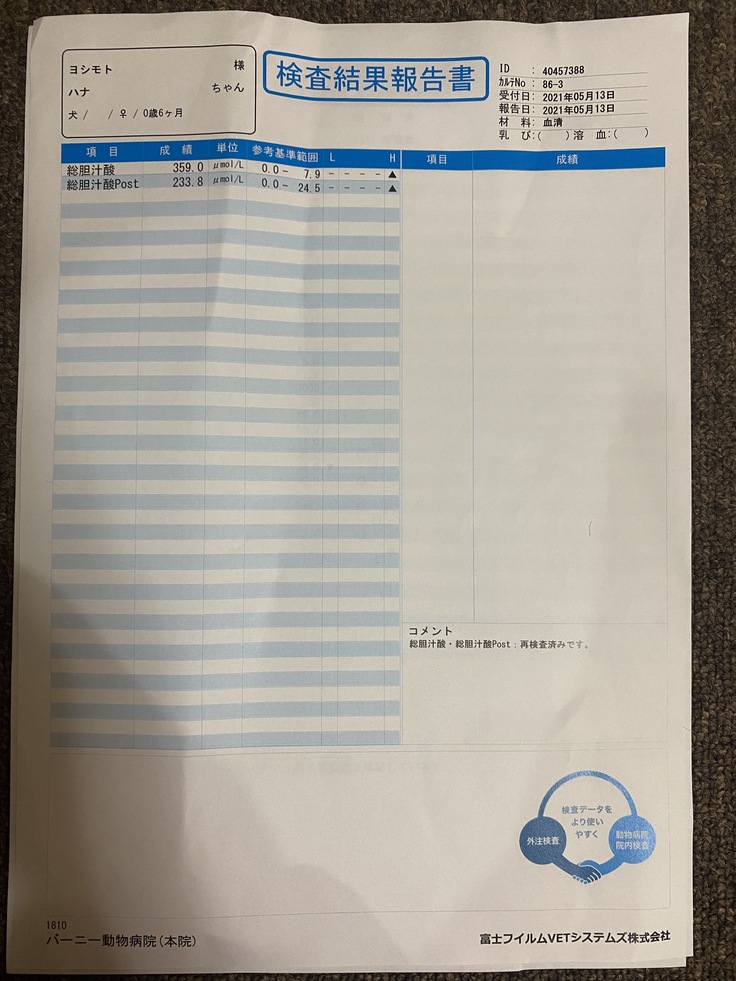 ヨシモト 様
ハナ ちゃん
犬 / / ♀ / 0歳6ヶ月
検査結果報告書
ID : 40457388
ｶﾙﾃNo : 86-3
受付日: 2021年05月13日
報告日: 2021年05月13日
材 料: 血清
乳 び:( ) 溶 血:( )
項 目 成 績 単位 参考基準範囲 L H 項目 成績
総胆汁酸 359.0 μmol/L 0.0 - 7.9 - - - - ▲
総胆汁酸Post 233.8 μmol/L 0.0 - 24.5 - - - - ▲
コメント
総胆汁酸・総胆汁酸Post：再検査済みです。
検査データを
より使い
やすく
外注検査
動物病院
院内検査
1810
バーニー動物病院(本院)
富士フイルムVETシステムズ株式会社